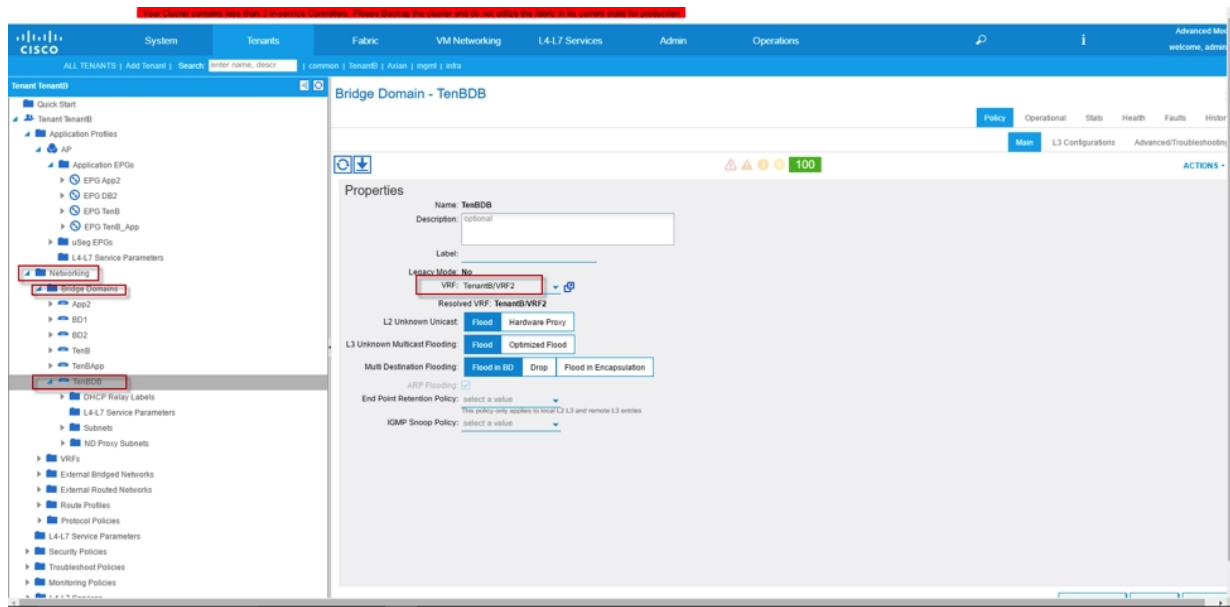 Your Cluster contains less than 3 in-service Controllers. Please Backup the cluster and do not utilize the fabric in its current state for production.
CISCO
System Tenants Fabric VM Networking L4-L7 Services Admin Operations
Advanced Mod
welcome, admin
ALL TENANTS | Add Tenant | Search: enter name, descr | common | TenantB | Asian | mgmt | infra
Tenant TenantB
Quick Start
Tenant TenantB
Application Profiles
AP
Application EPGs
EPG App2
EPG DB2
EPG TenB
EPG TenB_App
uSeg EPGs
L4-L7 Service Parameters
Networking
Bridge Domains
App2
BD1
BD2
TenB
TenBApp
TenBDB
DHCP Relay Labels
L4-L7 Service Parameters
Subnets
ND Proxy Subnets
VRFs
External Bridged Networks
External Routed Networks
Route Profiles
Protocol Policies
L4-L7 Service Parameters
Security Policies
Troubleshoot Policies
Monitoring Policies
Bridge Domain - TenBDB
Policy Operational Stats Health Faults Histor
Main L3 Configurations Advanced/Troubleshooting
100
ACTIONS
Properties
Name: TenBDB
Description: optional
Label:
Legacy Mode: No
VRF: TenantB/VRF2
Resolved VRF: TenantB/VRF2
L2 Unknown Unicast: Flood Hardware Proxy
L3 Unknown Multicast Flooding: Flood Optimized Flood
Multi Destination Flooding: Flood in BD Drop Flood in Encapsulation
ARP Flooding:
End Point Retention Policy: select a value
This policy only applies to local L2 L3 and remote L3 entries
IGMP Snoop Policy: select a value